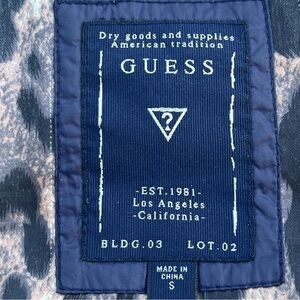 Dry goods and supplies
American tradition
GUESS
?
-EST.1981-
Los Angeles
-California-
BLDG.03 LOT.02
MADE IN
CHINA
S